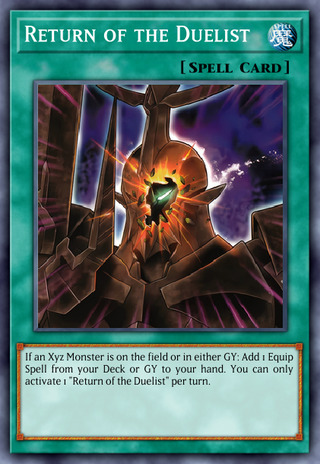 Return of the Duelist
魔
[Spell Card]
If an Xyz Monster is on the field or in either GY: Add 1 Equip
Spell from your Deck or GY to your hand. You can only
activate 1 "Return of the Duelist" per turn.